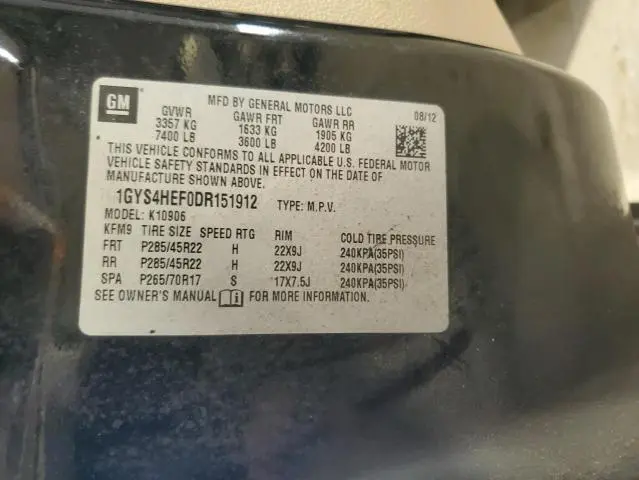 GM
MFD BY GENERAL MOTORS LLC
08/12
GVWR GAWR FRT GAWR RR
3357 KG 1633 KG 1905 KG
7400 LB 3600 LB 4200 LB
THIS VEHICLE CONFORMS TO ALL APPLICABLE U.S. FEDERAL MOTOR
VEHICLE SAFETY STANDARDS IN EFFECT ON THE DATE OF
MANUFACTURE SHOWN ABOVE.
1GYS4HEF0DR151912 TYPE: M.P.V.
MODEL: K10906
KFM9 TIRE SIZE SPEED RTG RIM COLD TIRE PRESSURE
FRT P285/45R22 H 22X9J 240KPA(35PSI)
RR P285/45R22 H 22X9J 240KPA(35PSI)
SPA P265/70R17 S 17X7.5J 240KPA(35PSI)
SEE OWNER'S MANUAL FOR MORE INFORMATION.